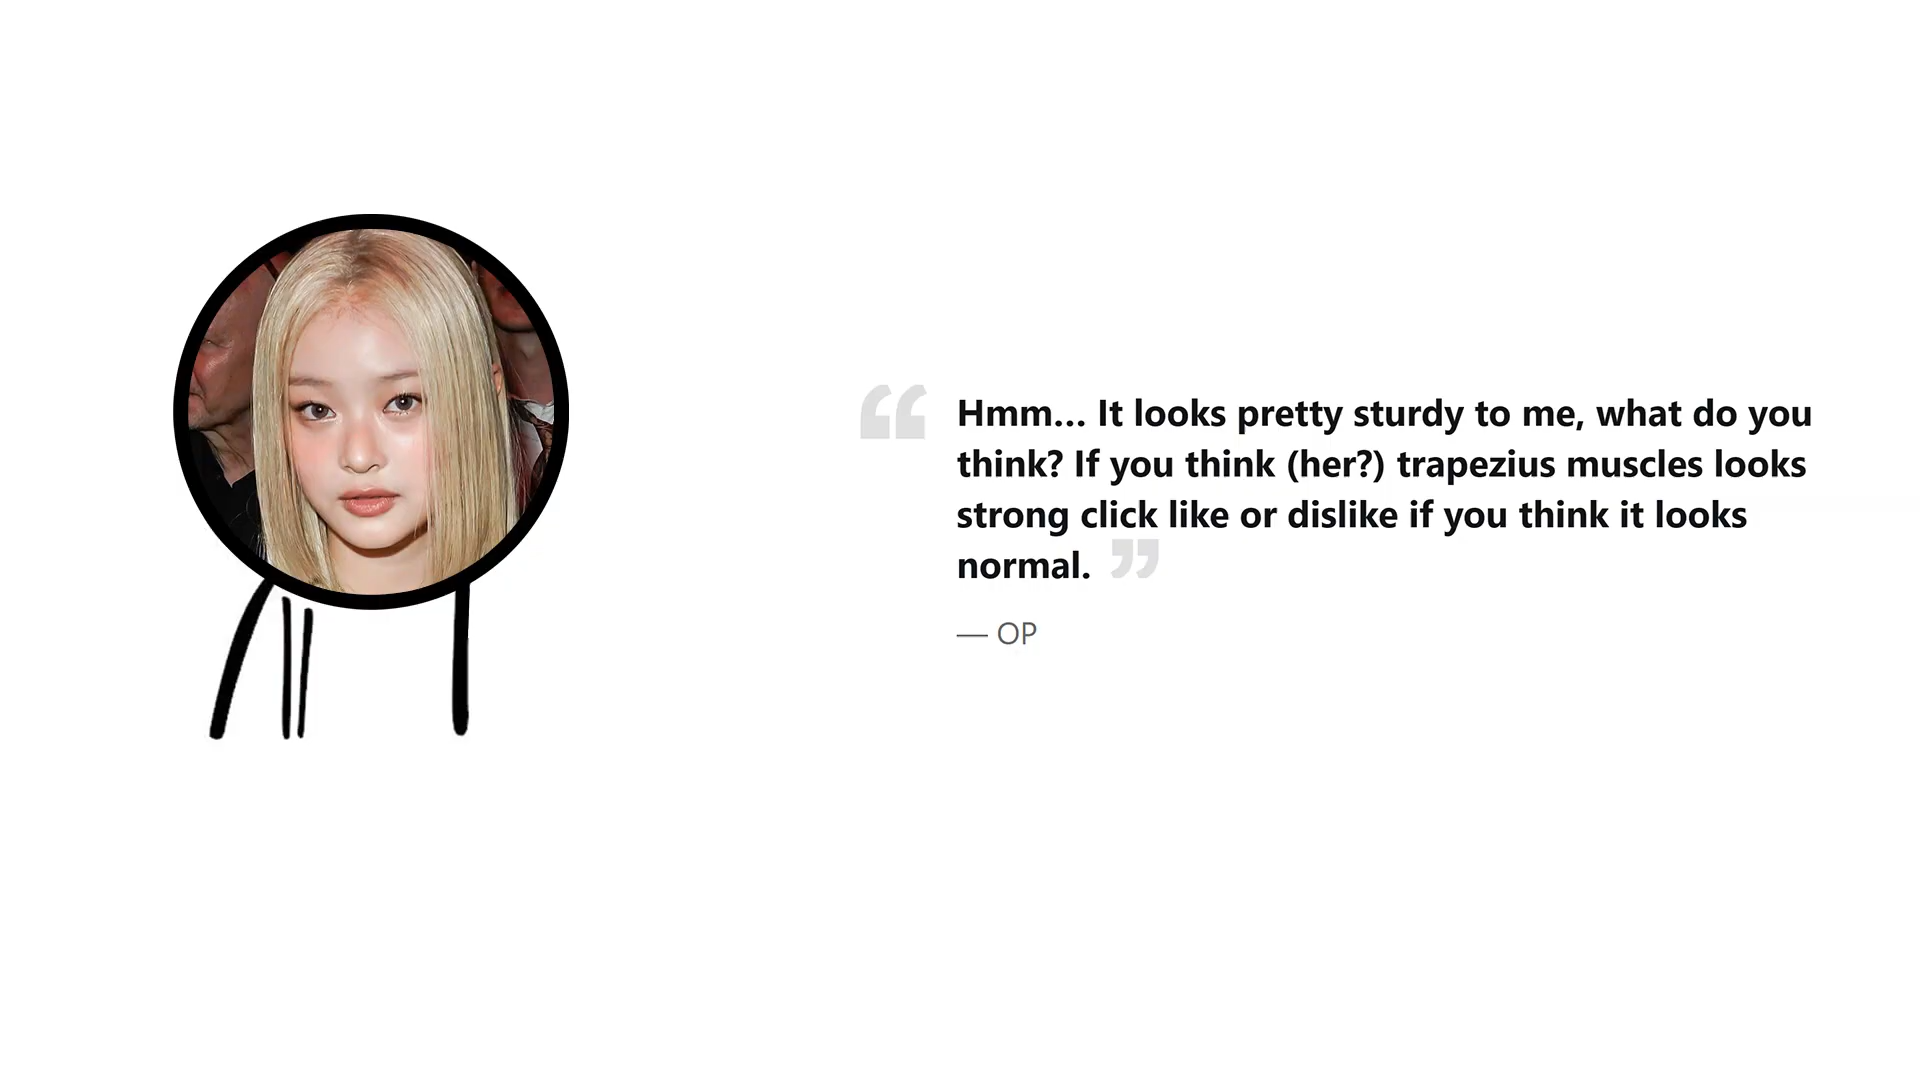 “ Hmm... It looks pretty sturdy to me, what do you
think? If you think (her?) trapezius muscles looks
strong click like or dislike if you think it looks
normal. ”
— OP